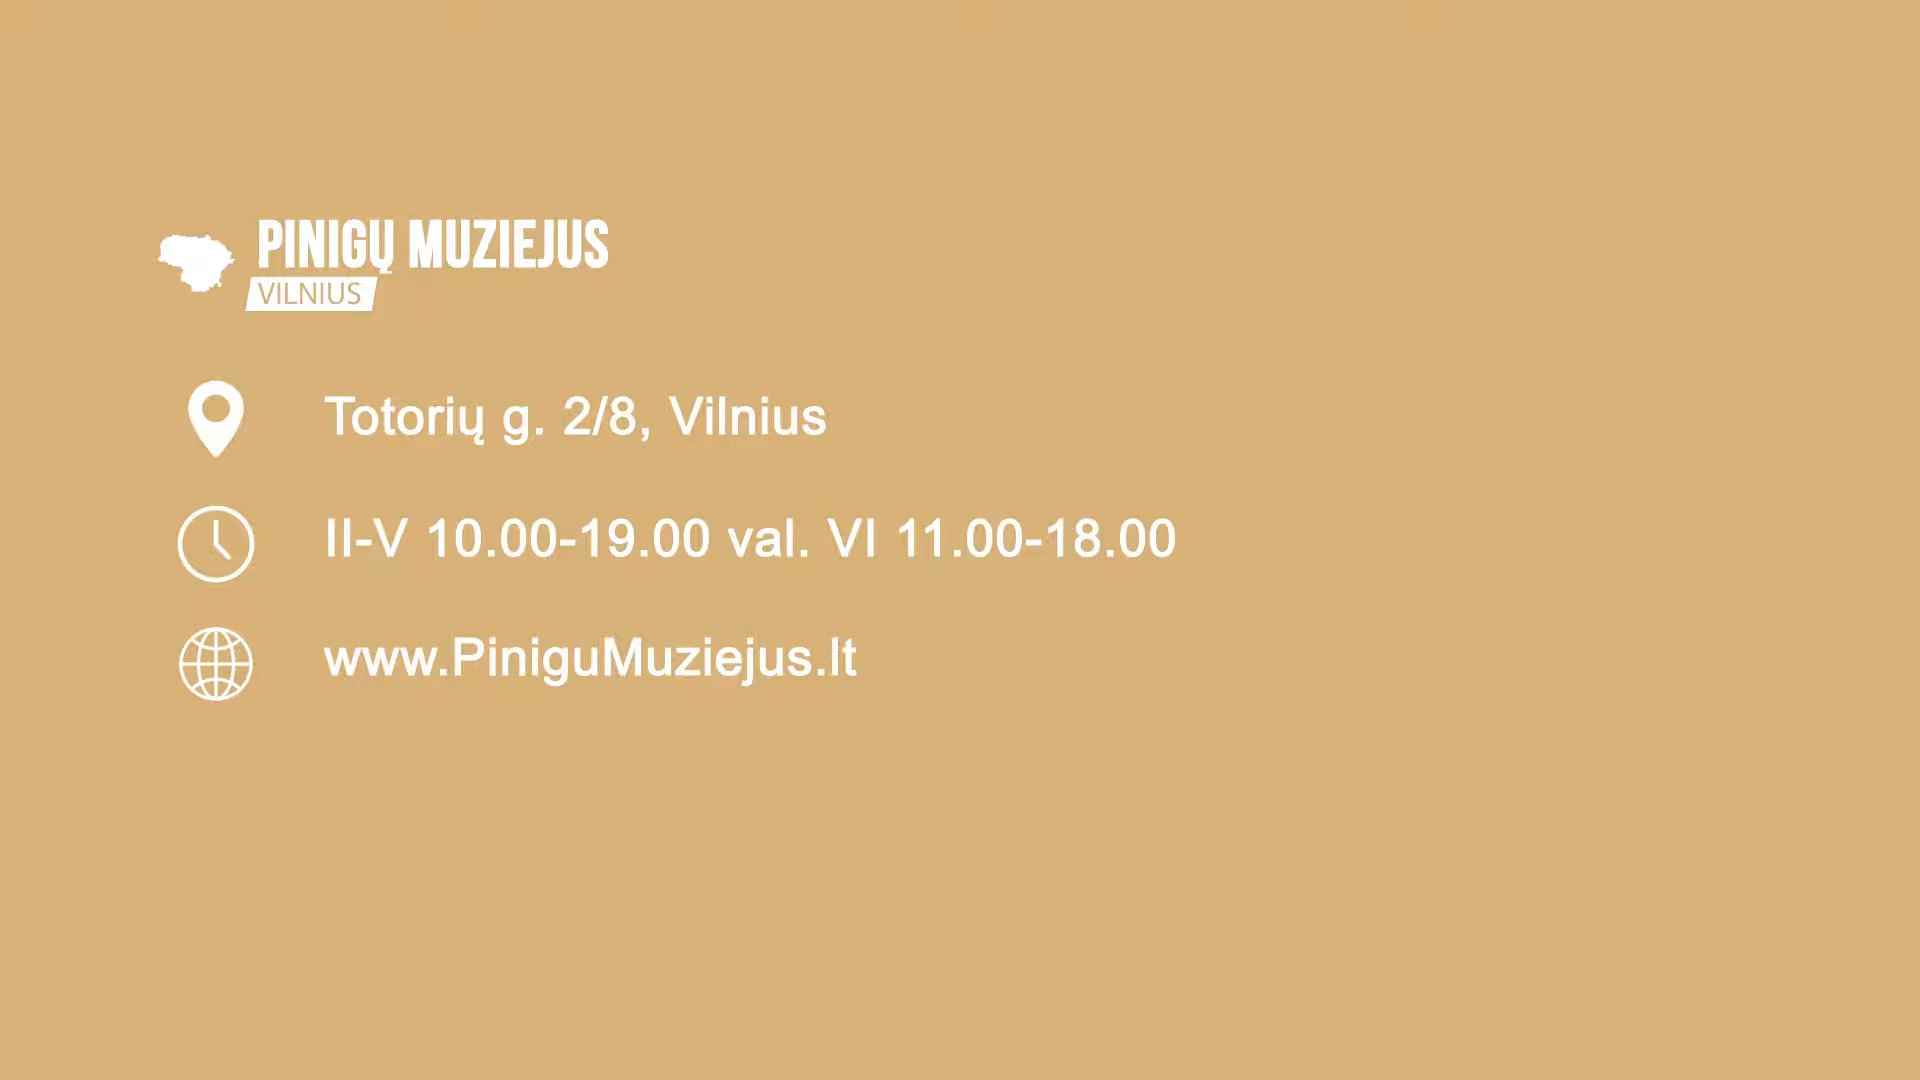 PINIGŲ MUZIEJUS
VILNIUS
Totorių g. 2/8, Vilnius
II-V 10.00-19.00 val. VI 11.00-18.00
www.PiniguMuziejus.lt